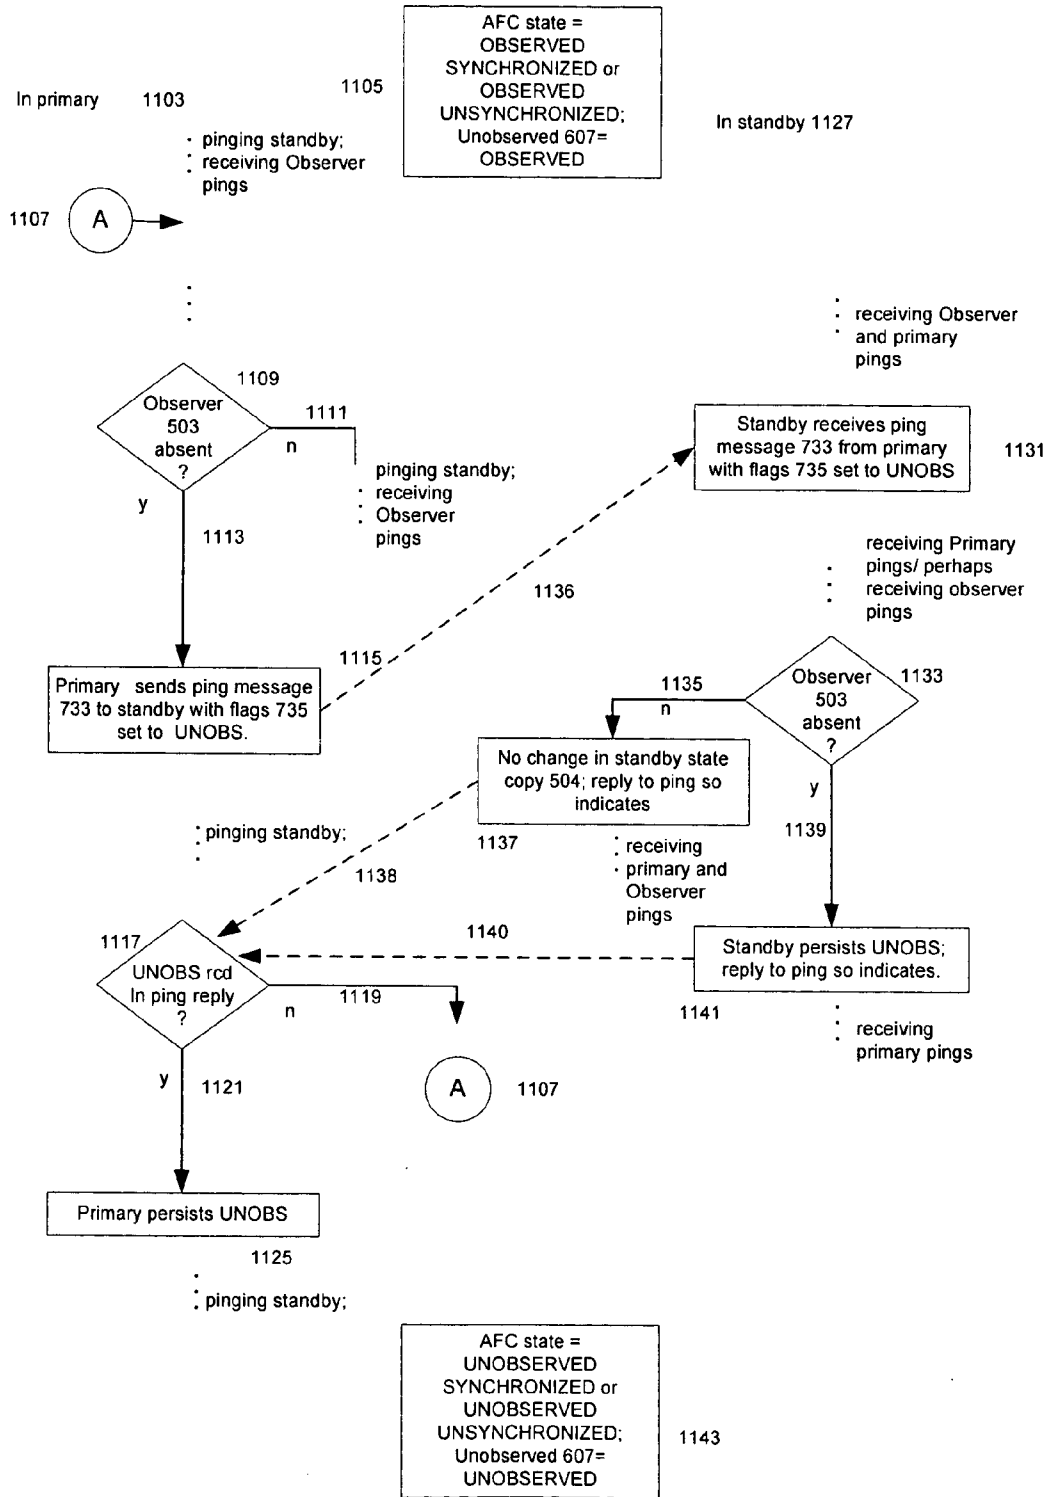 AFC state =
OBSERVED
SYNCHRONIZED or
OBSERVED
UNSYNCHRONIZED;
Unobserved 607=
OBSERVED
1105
In primary 1103
In standby 1127
pinging standby;
receiving Observer
pings
1107
A
receiving Observer
and primary
pings
1109
Observer
503
absent
?
1111
n
y
pinging standby;
receiving
Observer
pings
1113
Standby receives ping
message 733 from primary
with flags 735 set to UNOBS
1131
1136
receiving Primary
pings/ perhaps
receiving observer
pings
1115
Primary sends ping message
733 to standby with flags 735
set to UNOBS.
1133
Observer
503
absent
?
1135
n
y
1139
No change in standby state
copy 504; reply to ping so
indicates
1137
receiving
primary and
Observer
pings
pinging standby;
1138
1140
1117
UNOBS rcd
In ping reply
?
1119
n
y
1121
Standby persists UNOBS;
reply to ping so indicates.
1141
receiving
primary pings
A
1107
Primary persists UNOBS
1125
pinging standby;
AFC state =
UNOBSERVED
SYNCHRONIZED or
UNOBSERVED
UNSYNCHRONIZED;
Unobserved 607=
UNOBSERVED
1143